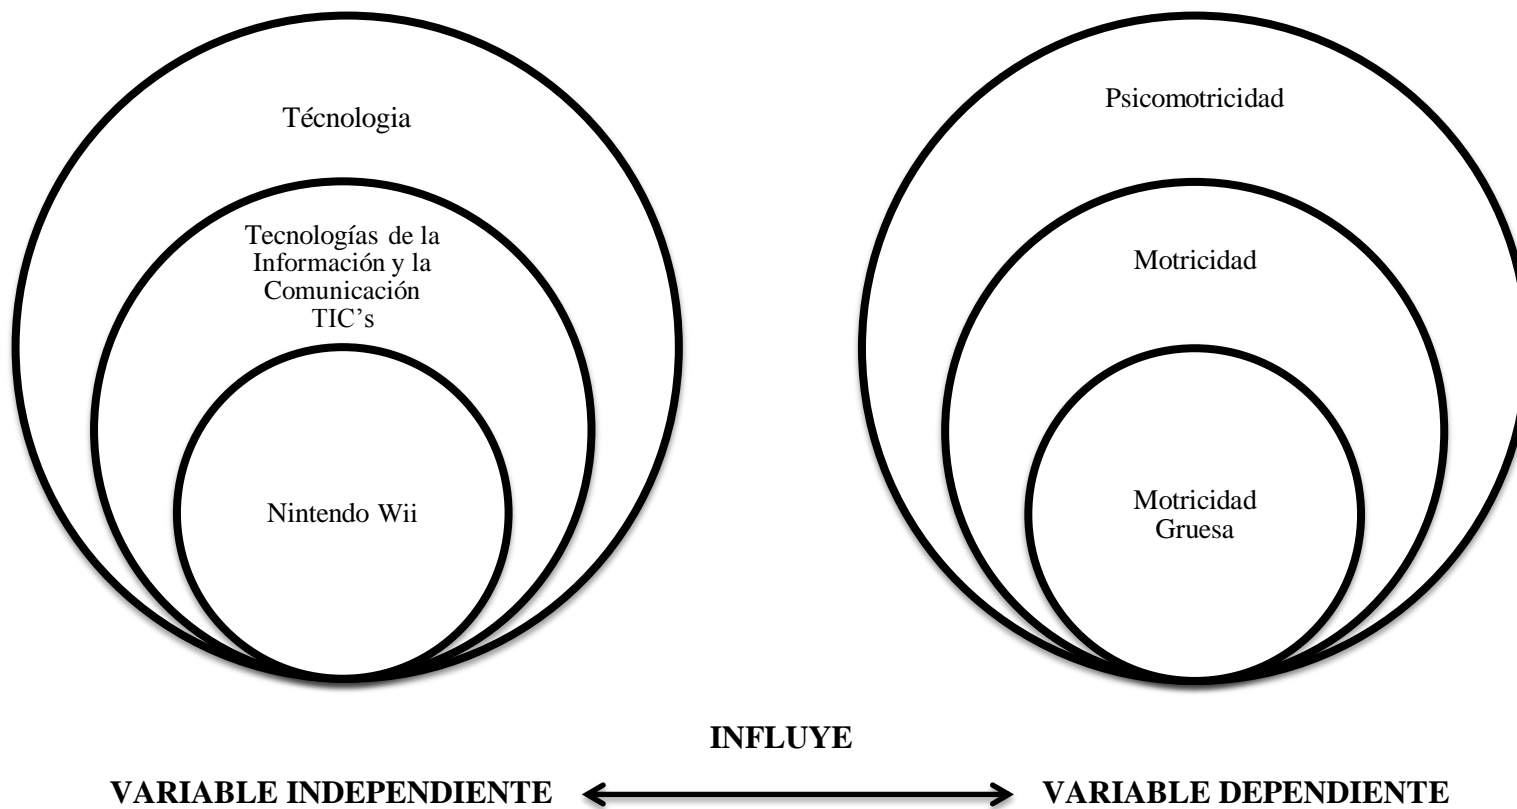 Técnologia
Tecnologías de la
Información y la
Comunicación
TIC’s
Nintendo Wii
Psicomotricidad
Motricidad
Motricidad
Gruesa
INFLUYE
VARIABLE INDEPENDIENTE
VARIABLE DEPENDIENTE